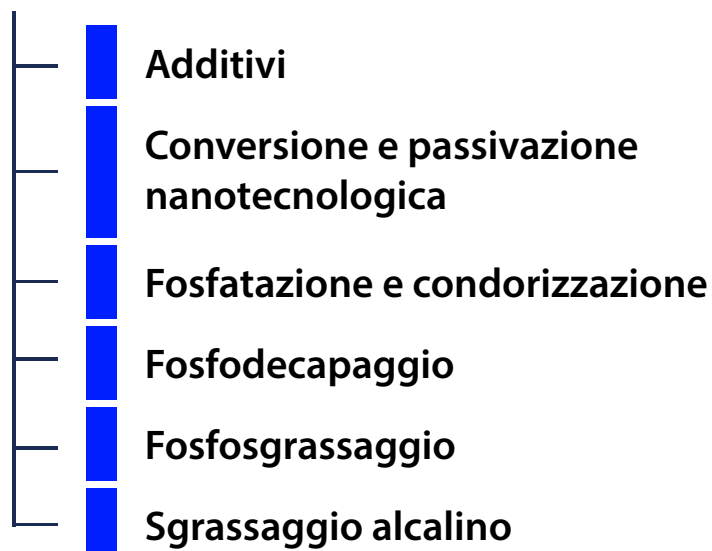 Additivi
Conversione e passivazione
nanotecnologica
Fosfatazione e condorizzazione
Fosfodecapaggio
Fosfosgrassaggio
Sgrassaggio alcalino